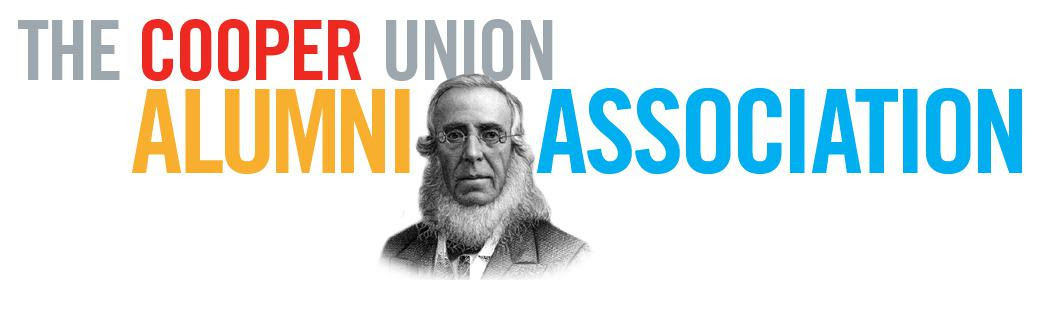 THE COOPER UNION
ALUMNI ASSOCIATION